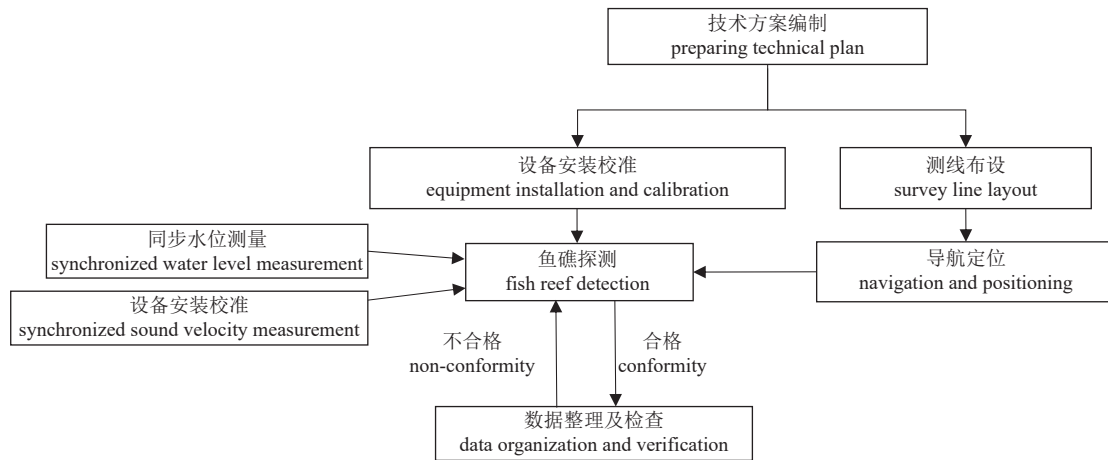 技术方案编制
preparing technical plan
设备安装校准
equipment installation and calibration
测线布设
survey line layout
同步水位测量
synchronized water level measurement
鱼礁探测
fish reef detection
导航定位
navigation and positioning
设备安装校准
synchronized sound velocity measurement
不合格
non-conformity
合格
conformity
数据整理及检查
data organization and verification